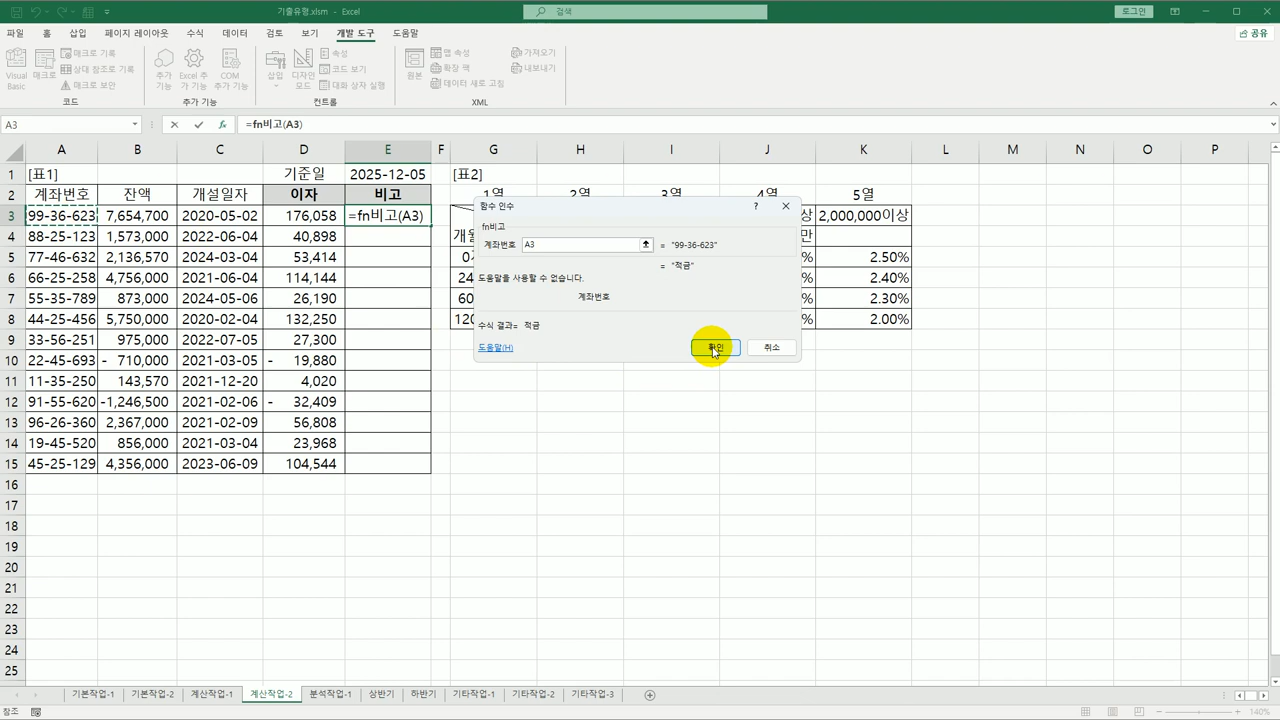 기출유형.xlsm - Excel
검색
로그인
파일 홈 삽입 페이지 레이아웃 수식 데이터 검토 보기 개발 도구 도움말
공유
Visual Basic
매크로
매크로 기록
상대 참조로 기록
매크로 보안
코드
추가 기능
Excel 추가 기능
COM 추가 기능
추가 기능
삽입
디자인 모드
속성
코드 보기
대화 상자 실행
컨트롤
원본
맵 속성
확장 팩
데이터 새로 고침
가져오기
내보내기
XML
A3
fx
=fn비고(A3)
A B C D E F G H I J K L M N O P
1 [표1] 기준일 2025-12-05 [표2]
2 계좌번호 잔액 개설일자 이자 비고 1열 2열 3열 4열 5열
3 99-36-623 7,654,700 2020-05-02 176,058 =fn비고(A3) 상 2,000,000이상
4 88-25-123 1,573,000 2022-06-04 40,898 개월 만
5 77-46-632 2,136,570 2024-03-04 53,414 0 % 2.50%
6 66-25-258 4,756,000 2021-06-04 114,144 24 % 2.40%
7 55-35-789 873,000 2024-05-06 26,190 60 % 2.30%
8 44-25-456 5,750,000 2020-02-04 132,250 120 % 2.00%
9 33-56-251 975,000 2022-07-05 27,300
10 22-45-693 - 710,000 2021-03-05 - 19,880
11 11-35-250 143,570 2021-12-20 4,020
12 91-55-620 -1,246,500 2021-02-06 - 32,409
13 96-26-360 2,367,000 2021-02-09 56,808
14 19-45-520 856,000 2021-03-04 23,968
15 45-25-129 4,356,000 2023-06-09 104,544
16
17
18
19
20
21
22
23
24
25
함수 인수
?
fn비고
계좌번호 A3 = "99-36-623"
= "적금"
도움말을 사용할 수 없습니다.
계좌번호
수식 결과= 적금
도움말(H)
확인
취소
기본작업-1 기본작업-2 계산작업-1 계산작업-2 분석작업-1 상반기 하반기 기타작업-1 기타작업-2 기타작업-3
참조
140%